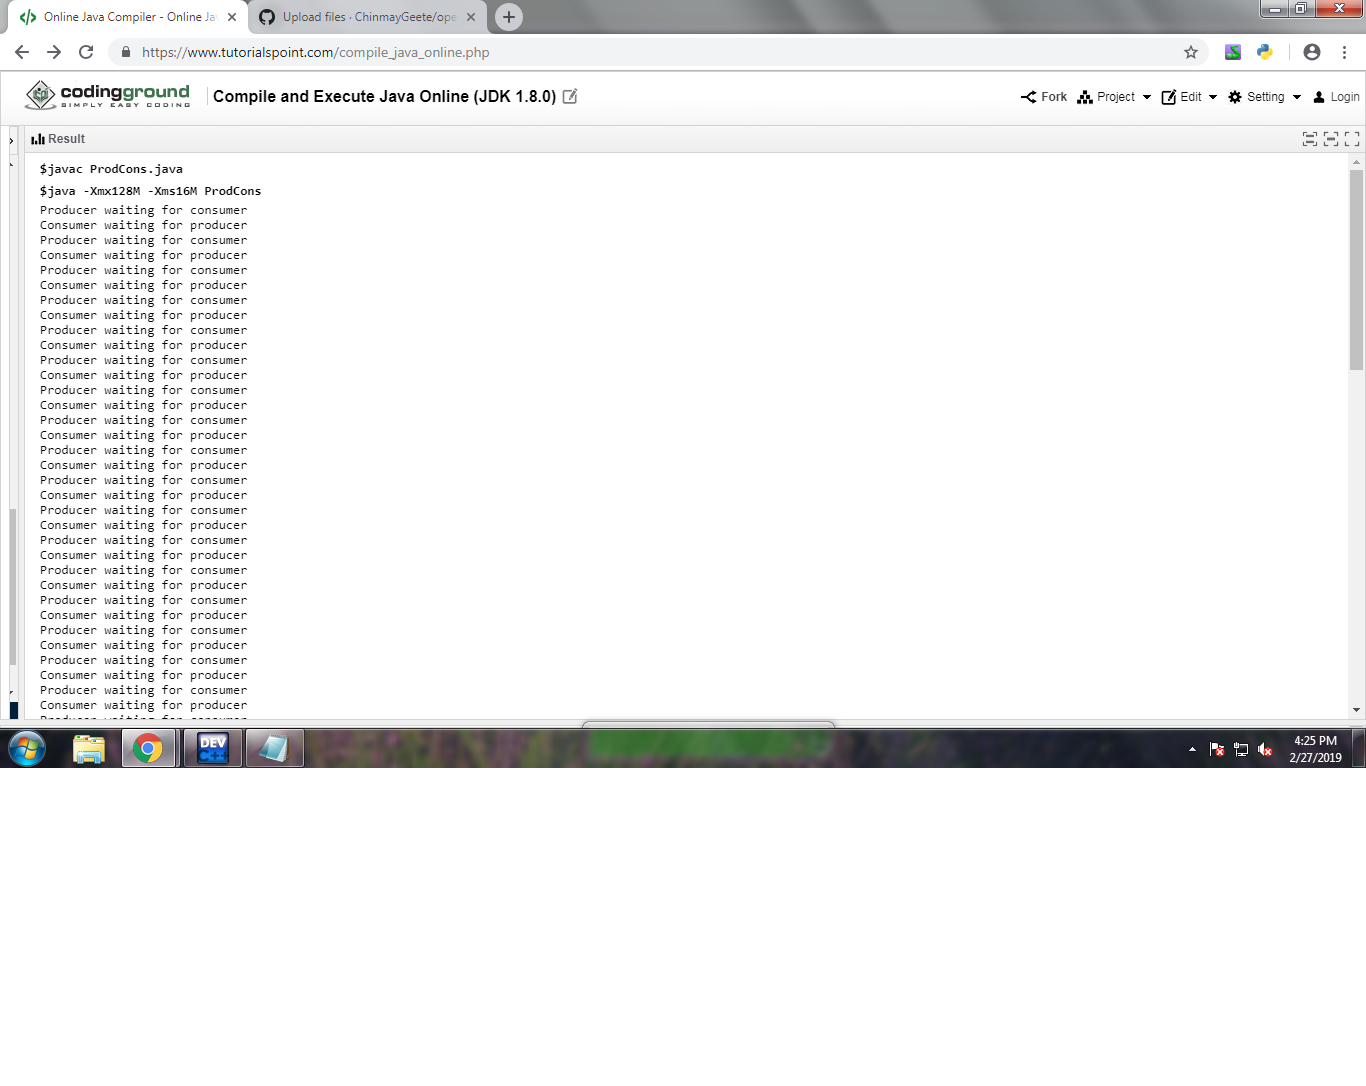 Online Java Compiler - Online Ja
Upload files · ChinmayGeete/ope
https://www.tutorialspoint.com/compile_java_online.php
codingground
SIMPLY EASY CODING
Compile and Execute Java Online (JDK 1.8.0)
Fork Project Edit Setting Login
Result
$javac ProdCons.java
$java -Xmx128M -Xms16M ProdCons
Producer waiting for consumer
Consumer waiting for producer
Producer waiting for consumer
Consumer waiting for producer
Producer waiting for consumer
Consumer waiting for producer
Producer waiting for consumer
Consumer waiting for producer
Producer waiting for consumer
Consumer waiting for producer
Producer waiting for consumer
Consumer waiting for producer
Producer waiting for consumer
Consumer waiting for producer
Producer waiting for consumer
Consumer waiting for producer
Producer waiting for consumer
Consumer waiting for producer
Producer waiting for consumer
Consumer waiting for producer
Producer waiting for consumer
Consumer waiting for producer
Producer waiting for consumer
Consumer waiting for producer
Producer waiting for consumer
Consumer waiting for producer
Producer waiting for consumer
Consumer waiting for producer
Producer waiting for consumer
Consumer waiting for producer
Producer waiting for consumer
Consumer waiting for producer
Producer waiting for consumer
Consumer waiting for producer
Producer waiting for consumer
DEV
C++
4:25 PM
2/27/2019